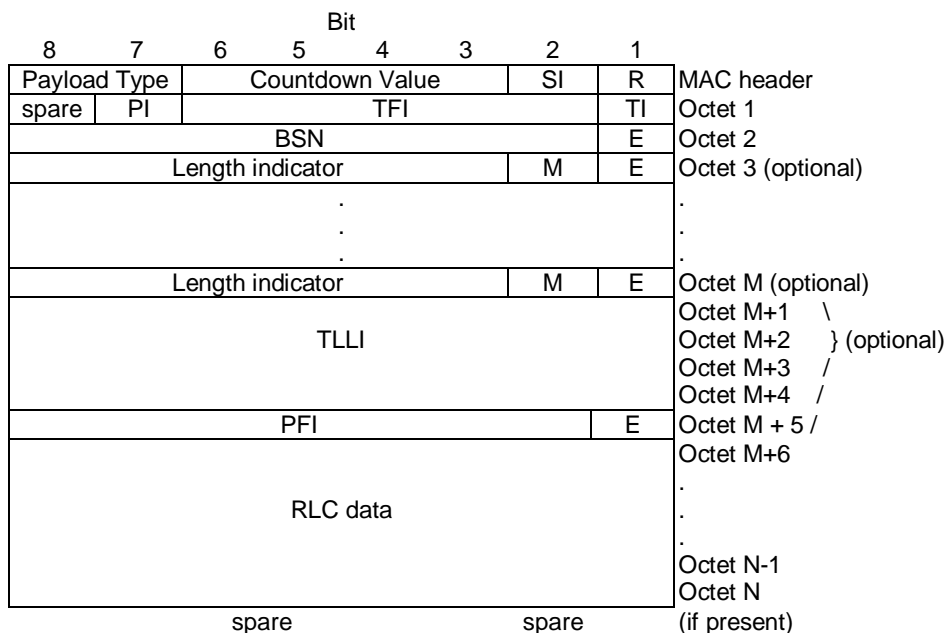 Bit
8 7 6 5 4 3 2 1
Payload Type Countdown Value SI R MAC header
spare PI TFI TI Octet 1
BSN E Octet 2
Length indicator M E Octet 3 (optional)
. .
. .
. .
Length indicator M E Octet M (optional)
Octet M+1 \
TLLI Octet M+2 } (optional)
Octet M+3 /
Octet M+4 /
PFI E Octet M + 5 /
Octet M+6
.
RLC data .
.
Octet N-1
Octet N
spare spare (if present)